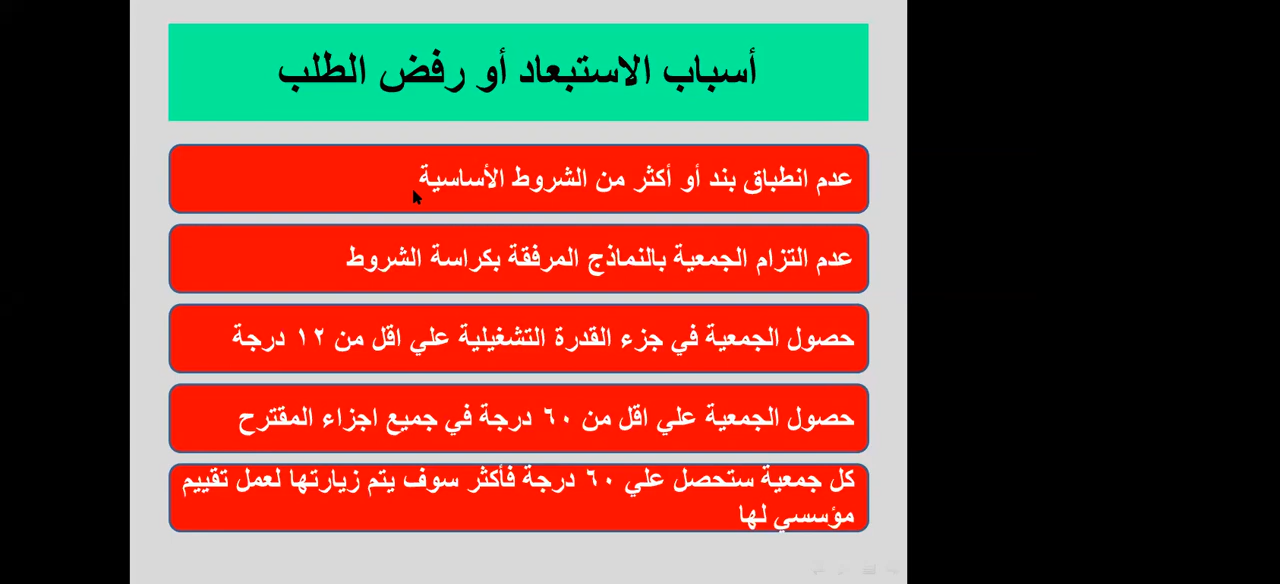 أسباب الاستبعاد أو رفض الطلب
عدم انطباق بند أو أكثر من الشروط الأساسية
عدم التزام الجمعية بالنماذج المرفقة بكراسة الشروط
حصول الجمعية في جزء القدرة التشغيلية علي اقل من ١٢ درجة
حصول الجمعية علي اقل من ٦٠ درجة في جميع اجزاء المقترح
كل جمعية ستحصل علي ٦٠ درجة فأكثر سوف يتم زيارتها لعمل تقييم
مؤسسي لها